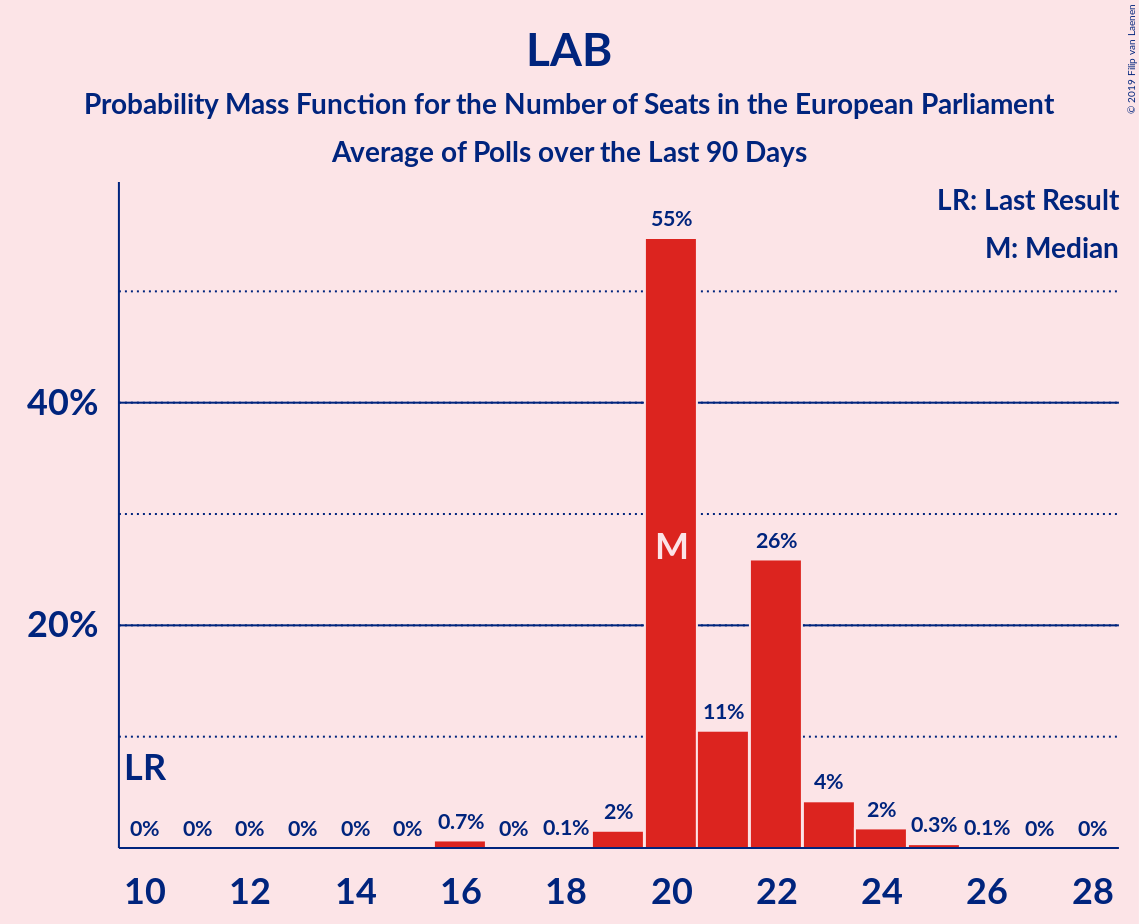 LAB
Probability Mass Function for the Number of Seats in the European Parliament
Average of Polls over the Last 90 Days
© 2019 Filip van Laenen
LR: Last Result
M: Median
55%
40%
M
26%
20%
11%
LR
4%
0% 0% 0% 0% 0% 0% 0.7% 0% 0.1% 2% 2% 0.3% 0.1% 0% 0%
10 12 14 16 18 20 22 24 26 28